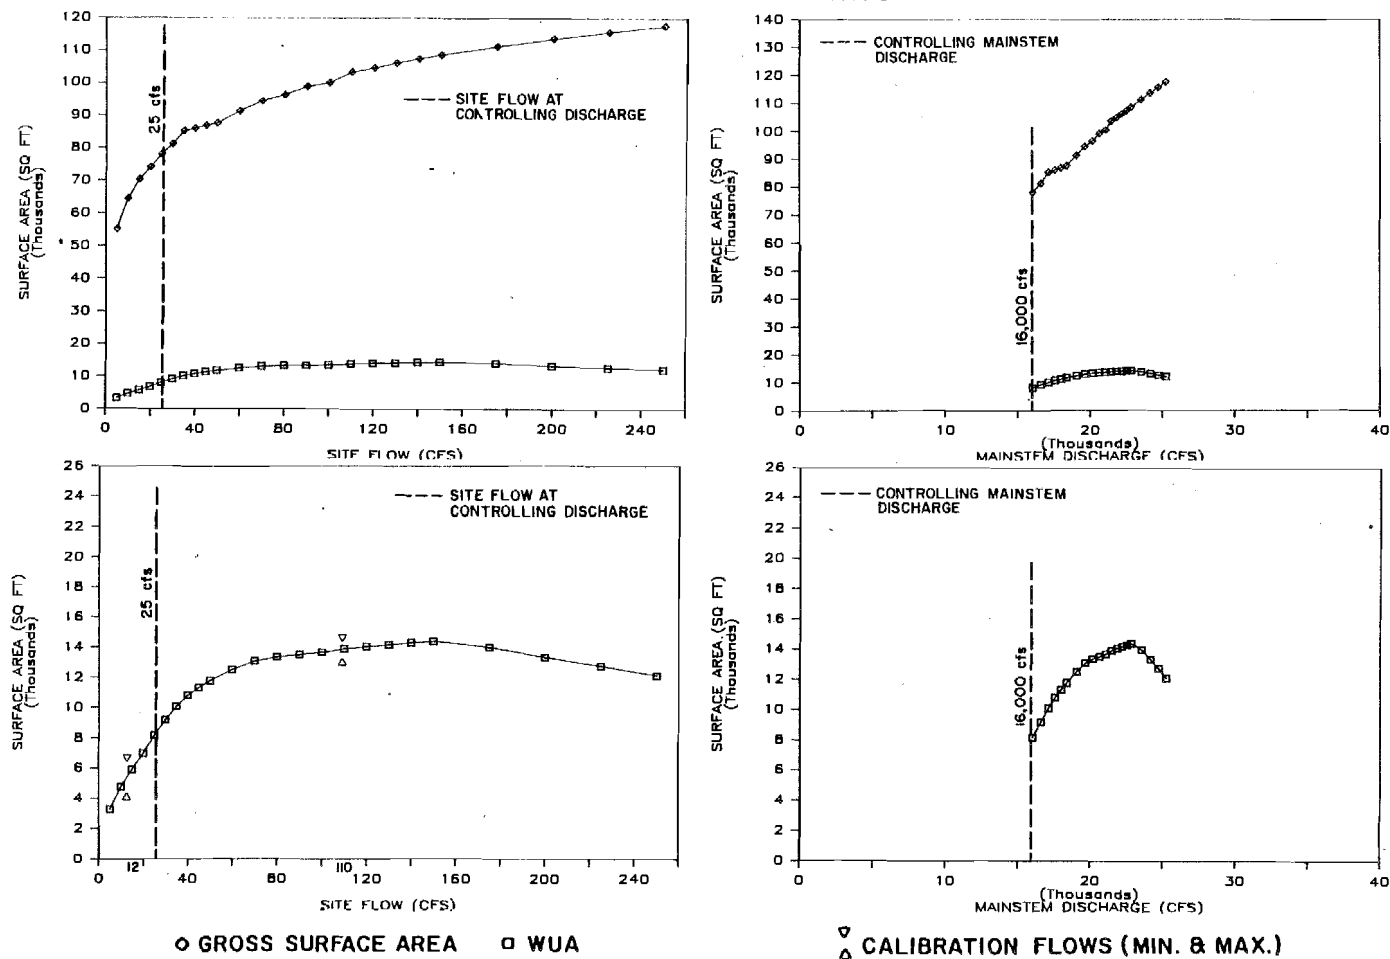 120
110
100
90
80
70
60
50
40
30
20
10
0
SURFACE AREA (SQ FT)
(Thousands)
25 cfs
SITE FLOW AT
CONTROLLING DISCHARGE
0 40 80 120 160 200 240
SITE FLOW (CFS)
140
130
120
110
100
90
80
70
60
50
40
30
20
10
0
SURFACE AREA (SQ FT)
(Thousands)
16,000 cfs
CONTROLLING MAINSTEM
DISCHARGE
0 10 20 30 40
(Thousands)
MAINSTEM DISCHARGE (CFS)
26
24
22
20
18
16
14
12
10
8
6
4
2
0
SURFACE AREA (SQ FT)
(Thousands)
25 cfs
SITE FLOW AT
CONTROLLING DISCHARGE
12 110
0 40 80 120 160 200 240
SITE FLOW (CFS)
26
24
22
20
18
16
14
12
10
8
6
4
2
0
SURFACE AREA.(SQ FT)
(Thousands)
16,000 cfs
CONTROLLING MAINSTEM
DISCHARGE
0 10 20 30 40
(Thousands)
MAINSTEM DISCHARGE (CFS)
GROSS SURFACE AREA WUA
CALIBRATION FLOWS (MIN. & MAX.)